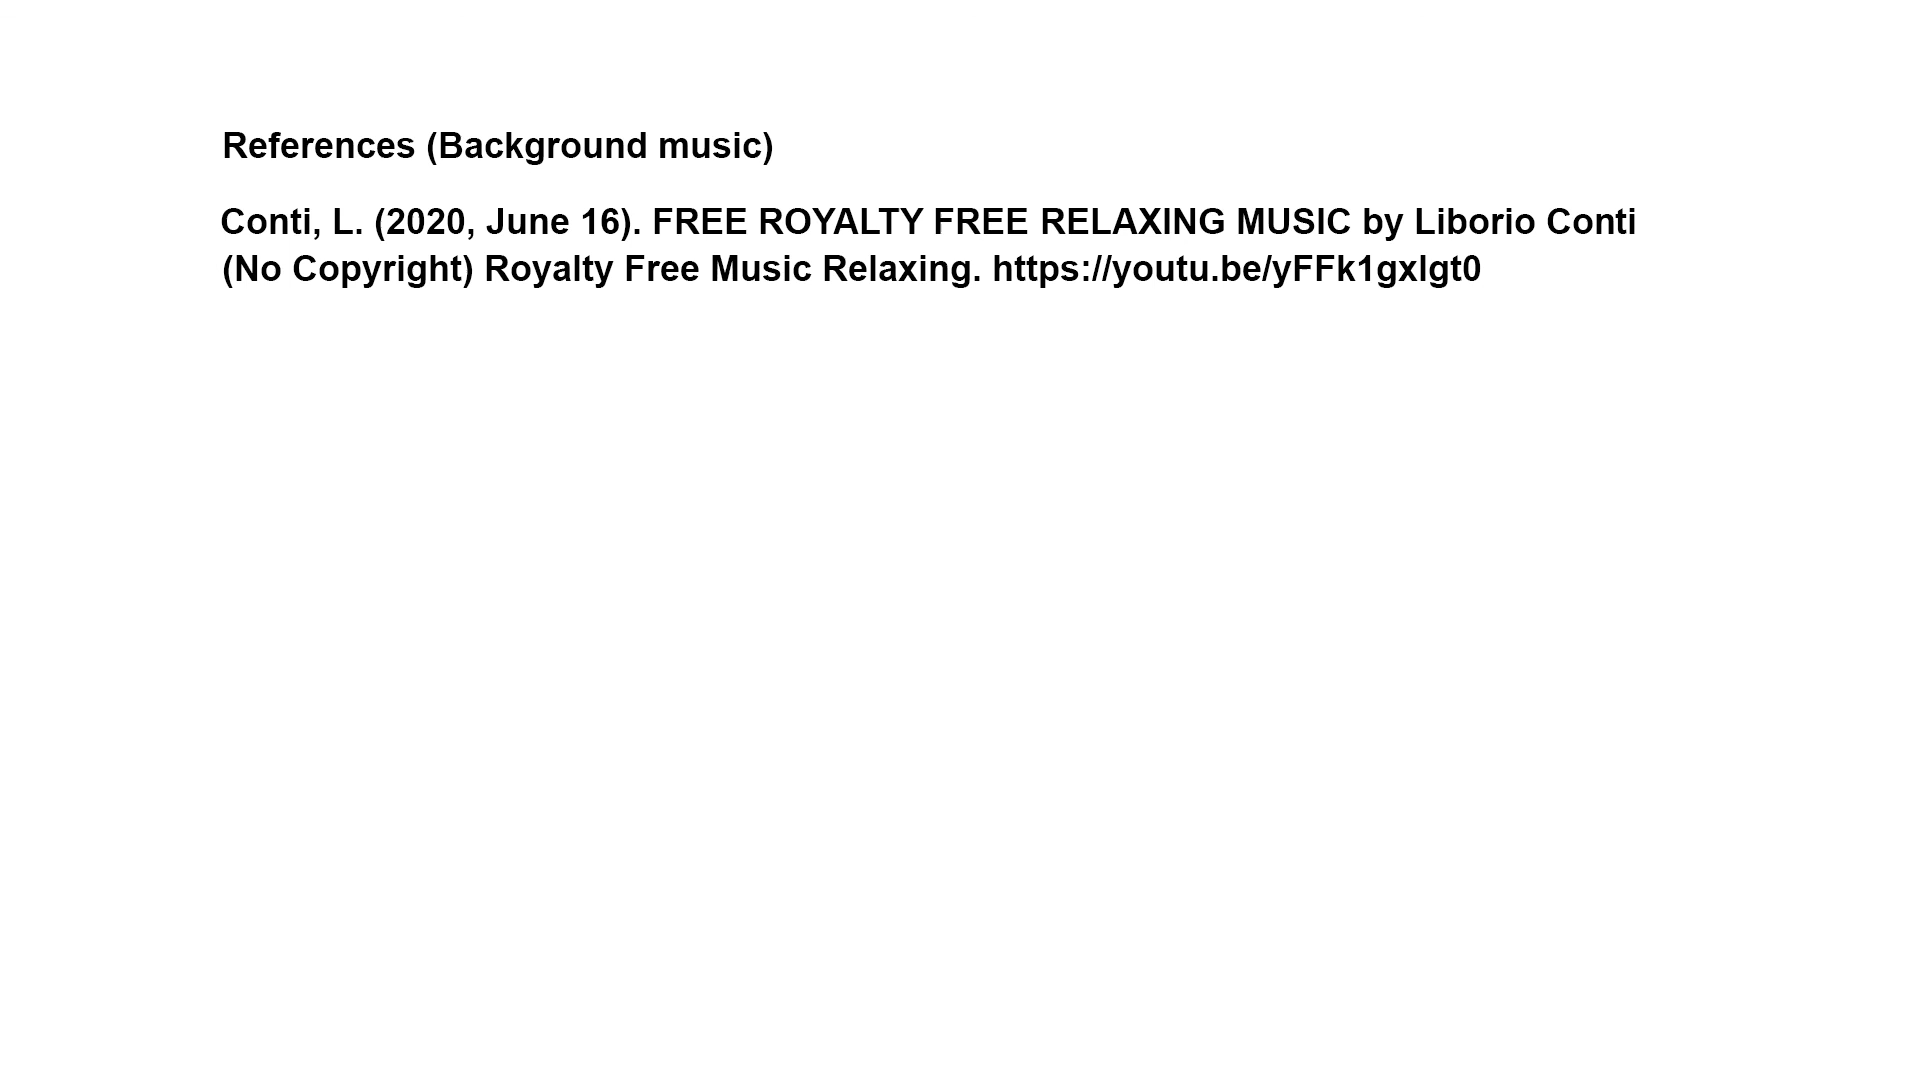 References (Background music)
Conti, L. (2020, June 16). FREE ROYALTY FREE RELAXING MUSIC by Liborio Conti
(No Copyright) Royalty Free Music Relaxing. https://youtu.be/yFFk1gxlgt0